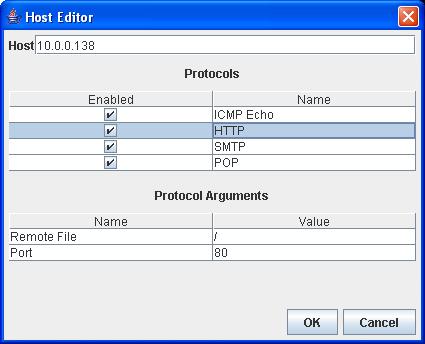 Host Editor
Host 10.0.0.138
Protocols
Enabled Name
ICMP Echo
HTTP
SMTP
POP
Protocol Arguments
Name Value
Remote File /
Port 80
OK Cancel